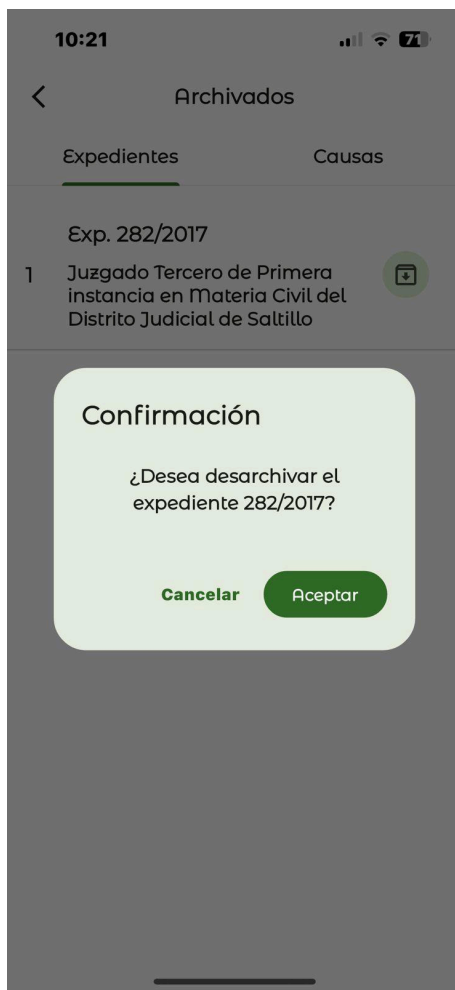 10:21
71
Archivados
Expedientes Causas
Exp. 282/2017
1 Juzgado Tercero de Primera
instancia en Materia Civil del
Distrito Judicial de Saltillo
Confirmación
¿Desea desarchivar el
expediente 282/2017?
Cancelar Aceptar